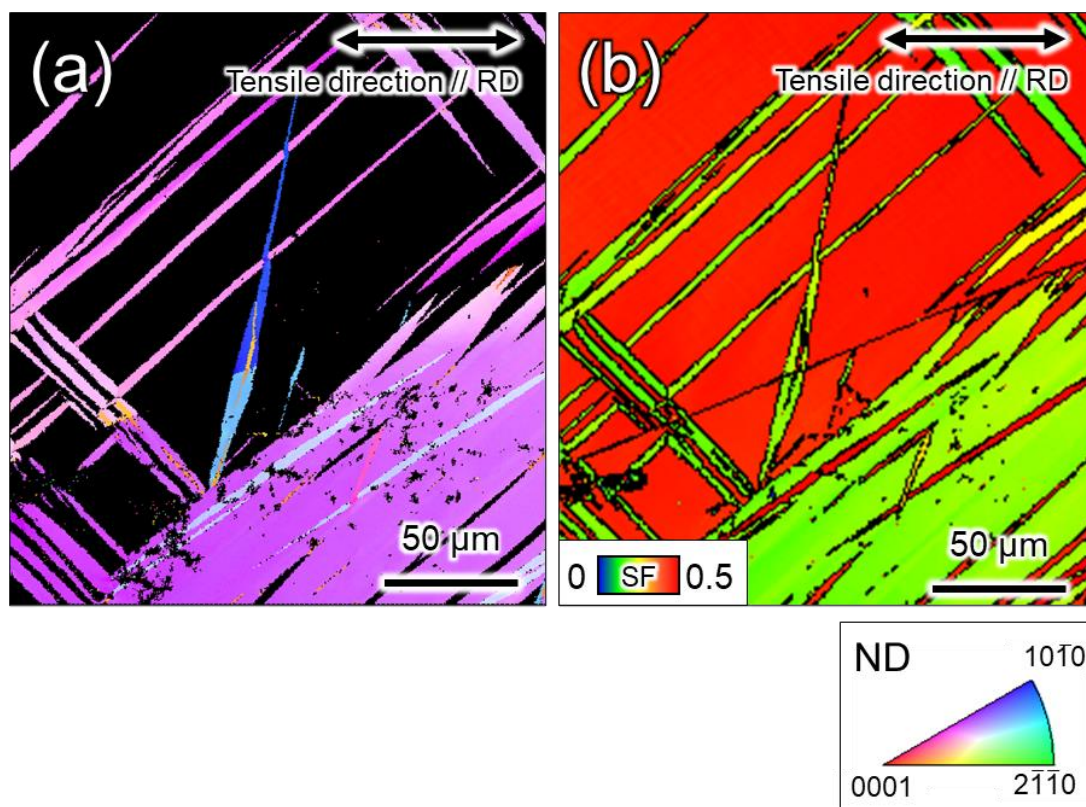 (a)
Tensile direction // RD
50 µm
(b)
Tensile direction // RD
0 SF 0.5
50 µm
ND
101̄0
0001
21̄1̄0